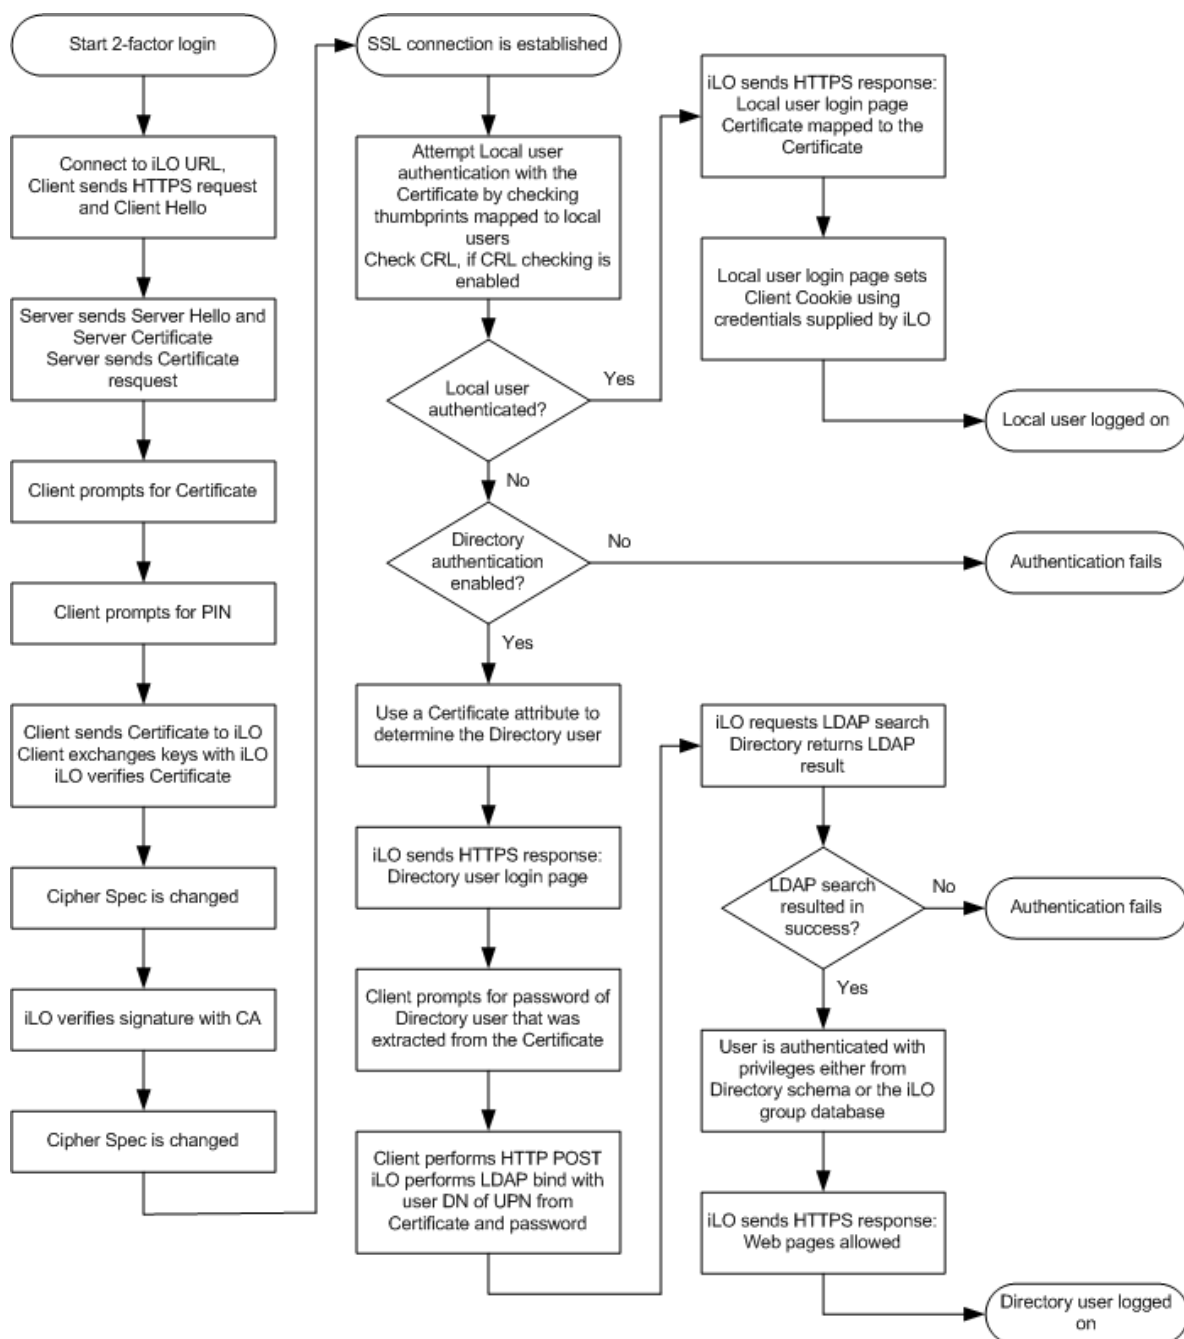 Start 2-factor login
Connect to iLO URL,
Client sends HTTPS request
and Client Hello
Server sends Server Hello and
Server Certificate
Server sends Certificate
resquest
Client prompts for Certificate
Client prompts for PIN
Client sends Certificate to iLO
Client exchanges keys with iLO
iLO verifies Certificate
Cipher Spec is changed
iLO verifies signature with CA
Cipher Spec is changed
SSL connection is established
Attempt Local user
authentication with the
Certificate by checking
thumbprints mapped to local
users
Check CRL, if CRL checking is
enabled
Local user
authenticated?
Yes
iLO sends HTTPS response:
Local user login page
Certificate mapped to the
Certificate
Local user login page sets
Client Cookie using
credentials supplied by iLO
Local user logged on
No
Directory
authentication
enabled?
No
Authentication fails
Yes
Use a Certificate attribute to
determine the Directory user
iLO sends HTTPS response:
Directory user login page
Client prompts for password of
Directory user that was
extracted from the Certificate
Client performs HTTP POST
iLO performs LDAP bind with
user DN of UPN from
Certificate and password
iLO requests LDAP search
Directory returns LDAP
result
LDAP search
resulted in
success?
No
Authentication fails
Yes
User is authenticated with
privileges either from
Directory schema or the iLO
group database
iLO sends HTTPS response:
Web pages allowed
Directory user logged
on